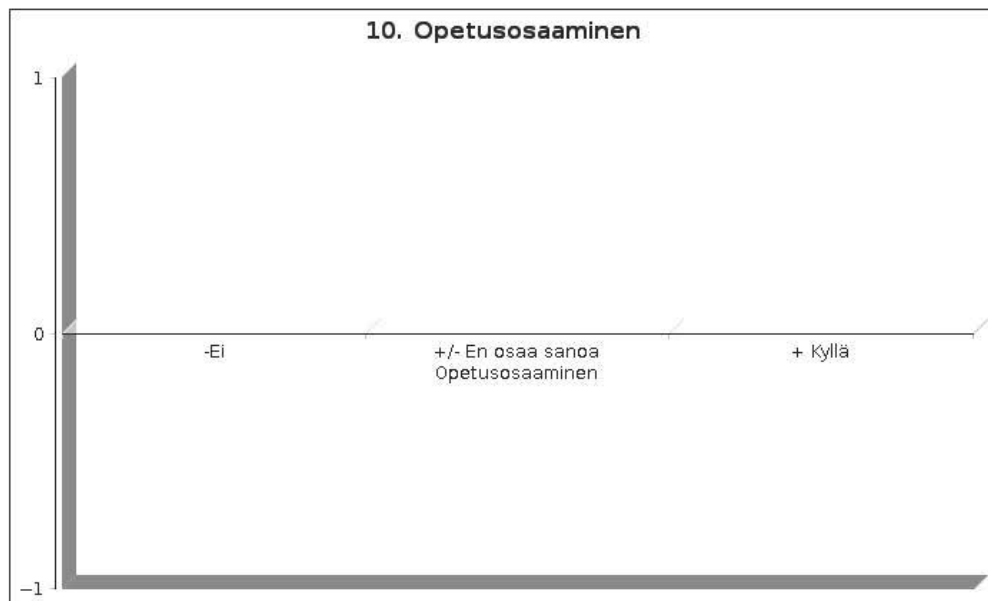 10. Opetusosaaminen
1
0
-Ei
+/- En osaa sanoa
+ Kyllä
Opetusosaaminen
−1